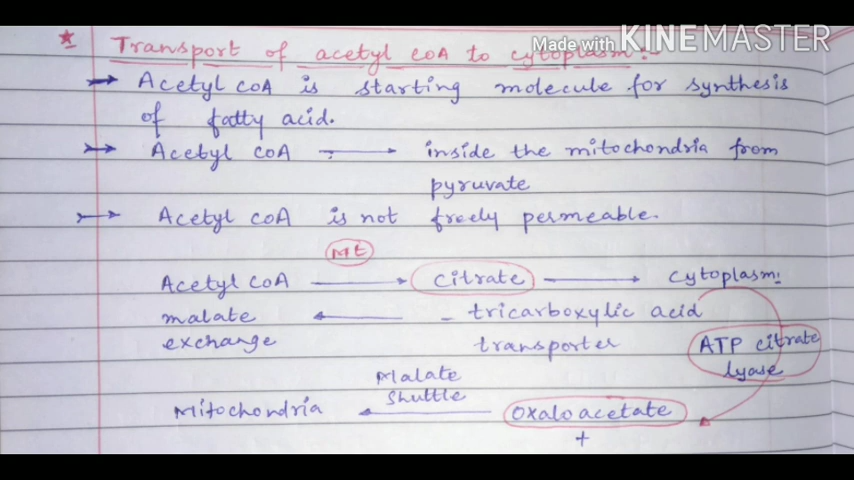 Made with KINEMASTER
* Transport of acetyl coA to cytoplasm:-
Acetyl coA is starting molecule for synthesis
of fatty acid.
Acetyl coA → inside the mitochondria from
pyruvate
Acetyl coA is not freely permeable.
Mt
Acetyl coA → citrate → cytoplasm
malate ← tricarboxylic acid
exchange transporter ATP citrate
lyase
Malate
Shuttle
Mitochondria ← Oxaloacetate
+